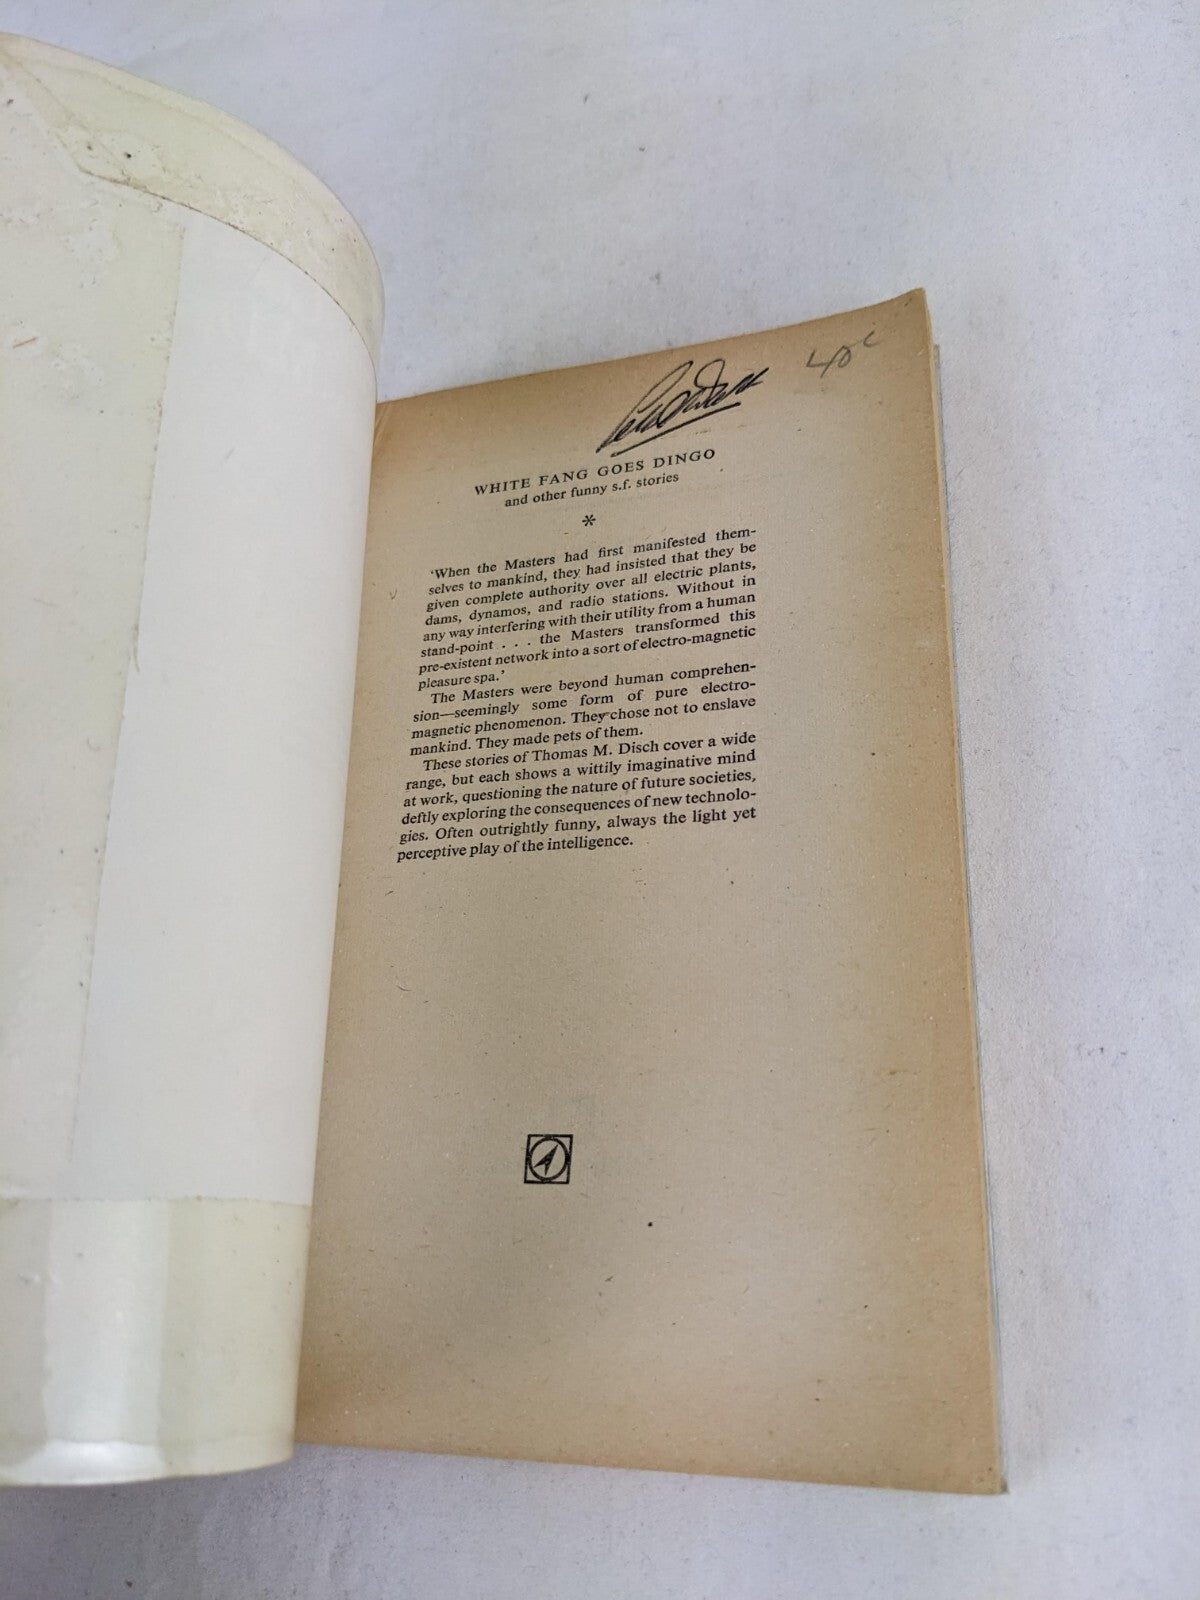 40c
WHITE FANG GOES DINGO
and other funny s.f. stories
*
'When the Masters had first manifested them-
selves to mankind, they had insisted that they be
given complete authority over all electric plants,
dams, dynamos, and radio stations. Without in
any way interfering with their utility from a human
stand-point . . . the Masters transformed this
pre-existent network into a sort of electro-magnetic
pleasure spa.'
The Masters were beyond human comprehen-
sion—seemingly some form of pure electro-
magnetic phenomenon. They chose not to enslave
mankind. They made pets of them.
These stories of Thomas M. Disch cover a wide
range, but each shows a wittily imaginative mind
at work, questioning the nature of future societies,
deftly exploring the consequences of new technolo-
gies. Often outrightly funny, always the light yet
perceptive play of the intelligence.